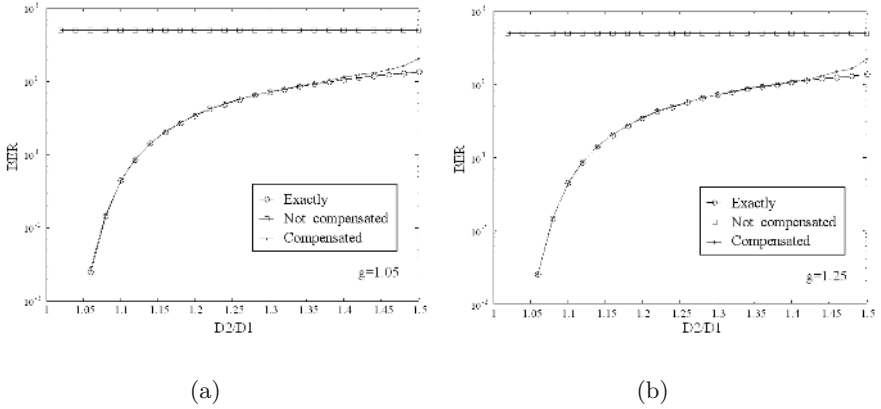 BER
Exactly
Not compensated
Compensated
g=1.05
1
1.05
1.1
1.15
1.2
1.25
1.3
1.35
1.4
1.45
1.5
D2/D1
(a)
BER
Exactly
Not compensated
Compensated
g=1.25
1
1.05
1.1
1.15
1.2
1.25
1.3
1.35
1.4
1.45
1.5
D2/D1
(b)